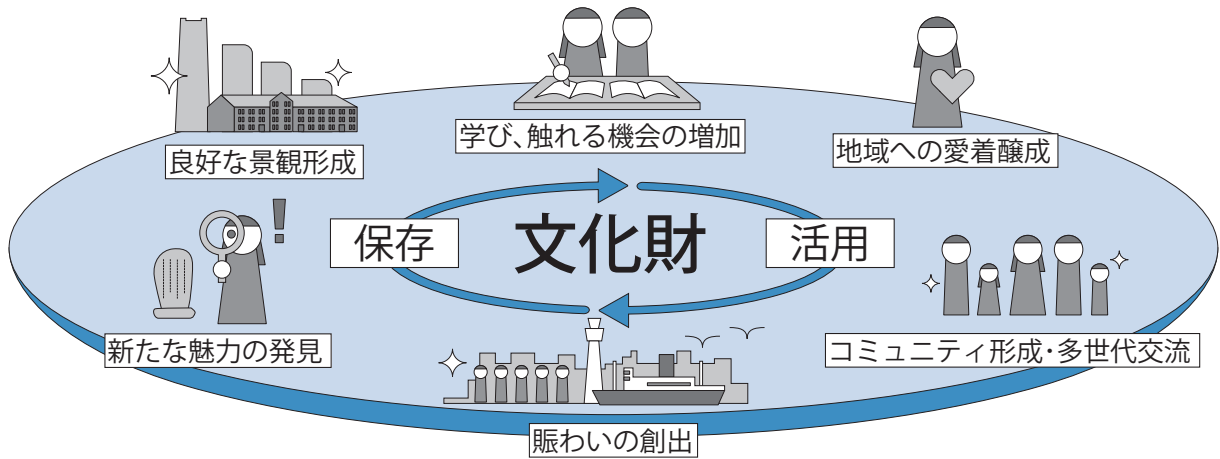 学び、触れる機会の増加
地域への愛着醸成
良好な景観形成
保存
文化財
活用
新たな魅力の発見
コミュニティ形成・多世代交流
賑わいの創出